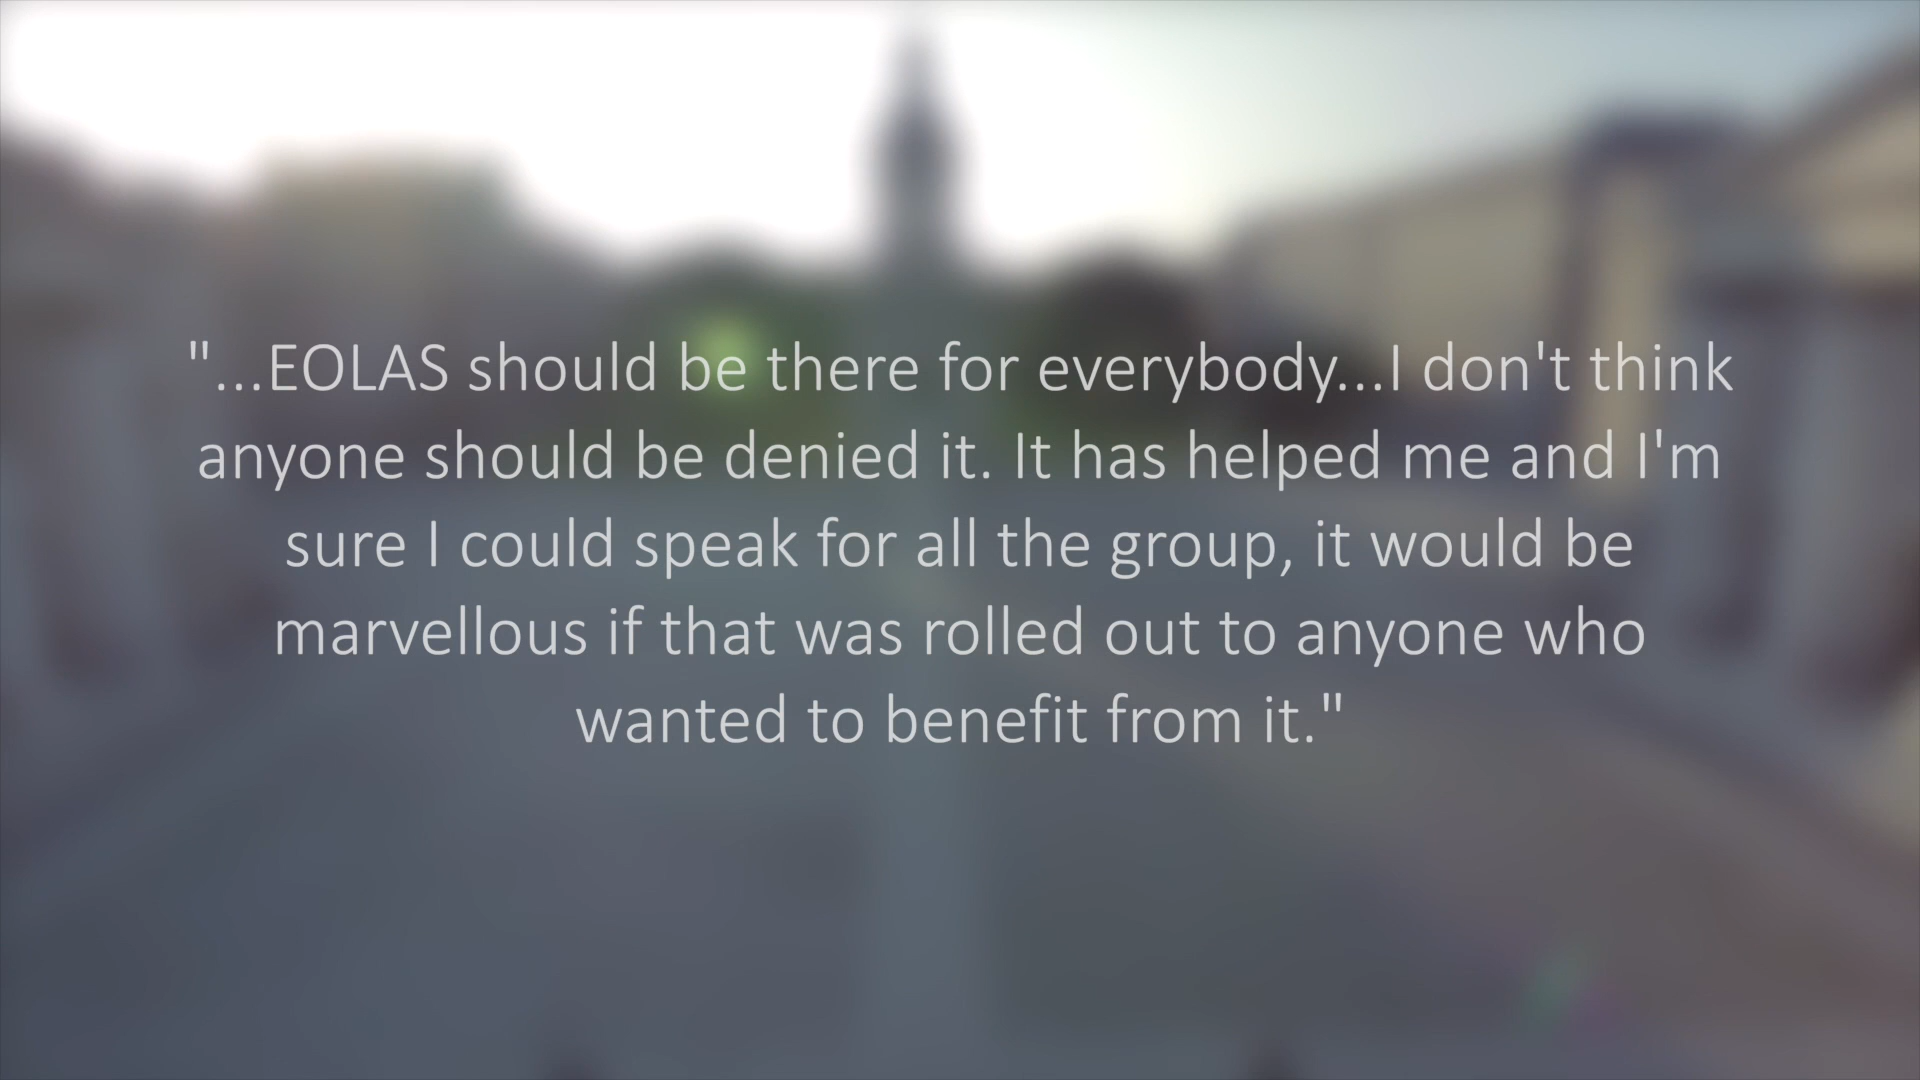 "...EOLAS should be there for everybody...I don't think
anyone should be denied it. It has helped me and I'm
sure I could speak for all the group, it would be
marvellous if that was rolled out to anyone who
wanted to benefit from it."